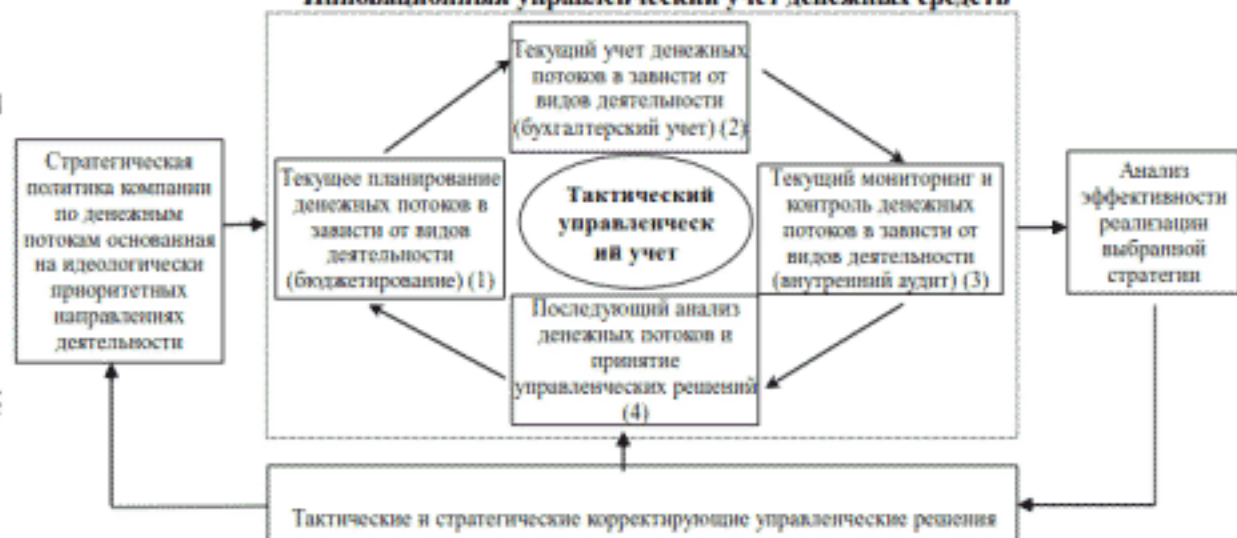 Инновационный управленческий учет денежных средств
Текущий учет денежных
потоков в зависти от
видов деятельности
(бухгалтерский учет) (2)
Стратегическая
политика компании
по денежным
потокам основанная
на идеологически
приоритетных
направлениях
деятельности
Текущее планирование
денежных потоков в
зависти от видов
деятельности
(бюджетирование) (1)
Тактический
управленческ
ий учет
Текущий мониторинг и
контроль денежных
потоков в зависти от
видов деятельности
(внутренний аудит) (3)
Анализ
эффективности
реализации
выбранной
стратегии
Последующий анализ
денежных потоков и
принятие
управленческих решений
(4)
Тактические и стратегические корректирующие управленческие решения